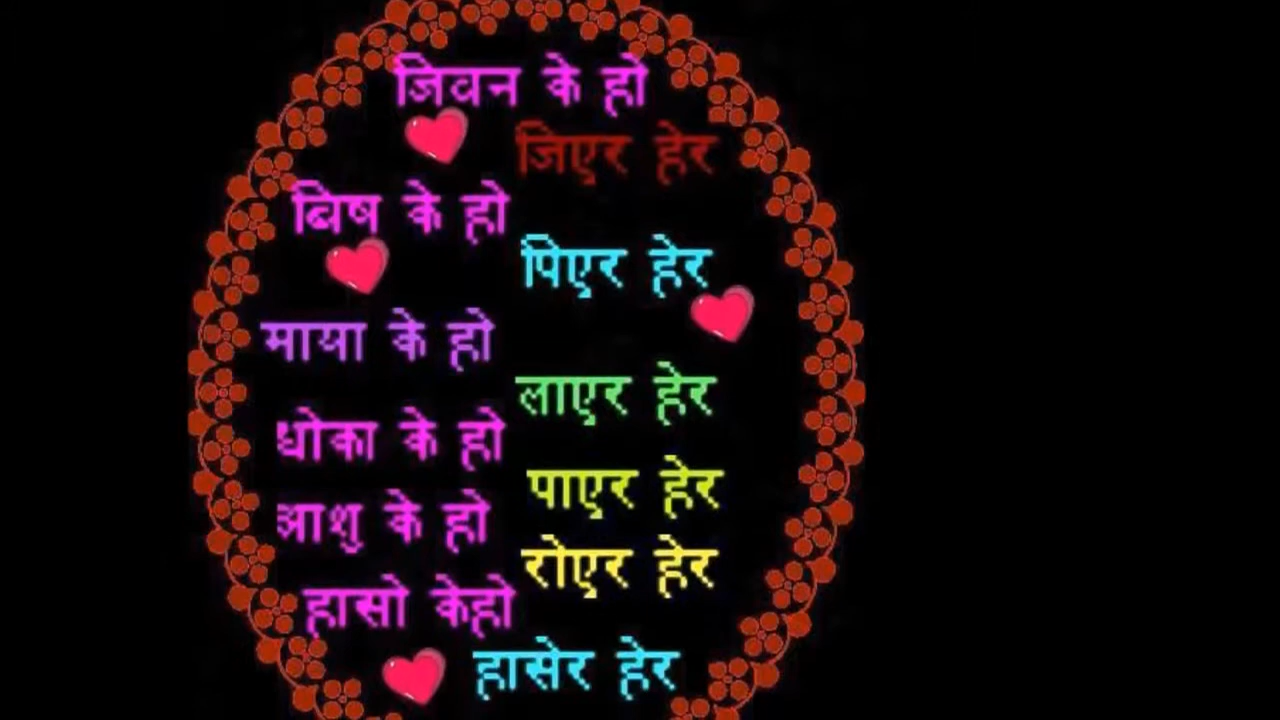 जिवन के हो
जिएर हेर
बिष के हो
पिएर हेर
माया के हो
लाएर हेर
धोका के हो
पाएर हेर
आशु के हो
रोएर हेर
हासो केहो
हासेर हेर